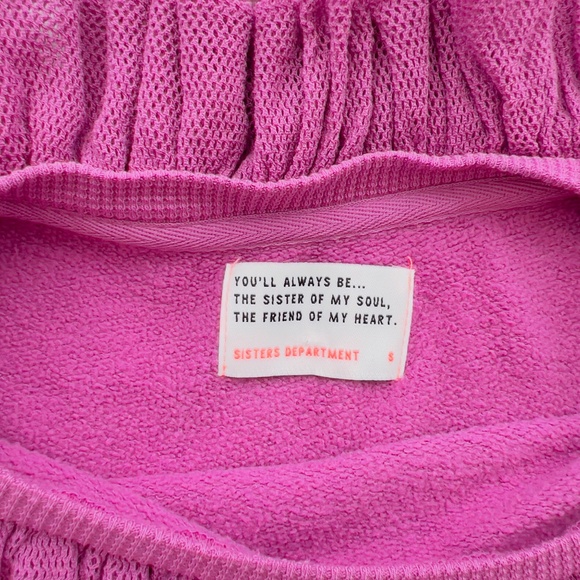 YOU'LL ALWAYS BE...
THE SISTER OF MY SOUL,
THE FRIEND OF MY HEART.
SISTERS DEPARTMENT S